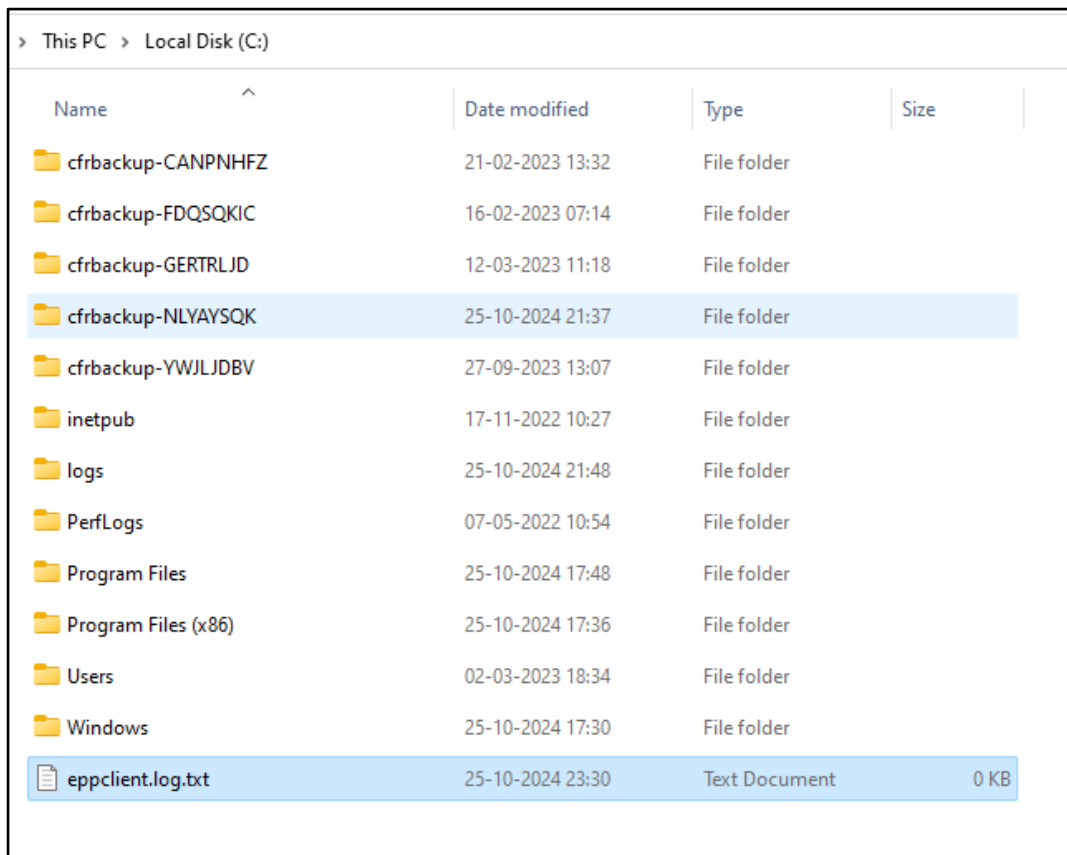 > This PC > Local Disk (C:)
Name Date modified Type Size
cfrbackup-CANPNHFZ 21-02-2023 13:32 File folder
cfrbackup-FDQSQKIC 16-02-2023 07:14 File folder
cfrbackup-GERTRLJD 12-03-2023 11:18 File folder
cfrbackup-NLYAYSQK 25-10-2024 21:37 File folder
cfrbackup-YWJLJDBV 27-09-2023 13:07 File folder
inetpub 17-11-2022 10:27 File folder
logs 25-10-2024 21:48 File folder
PerfLogs 07-05-2022 10:54 File folder
Program Files 25-10-2024 17:48 File folder
Program Files (x86) 25-10-2024 17:36 File folder
Users 02-03-2023 18:34 File folder
Windows 25-10-2024 17:30 File folder
eppclient.log.txt 25-10-2024 23:30 Text Document 0 KB